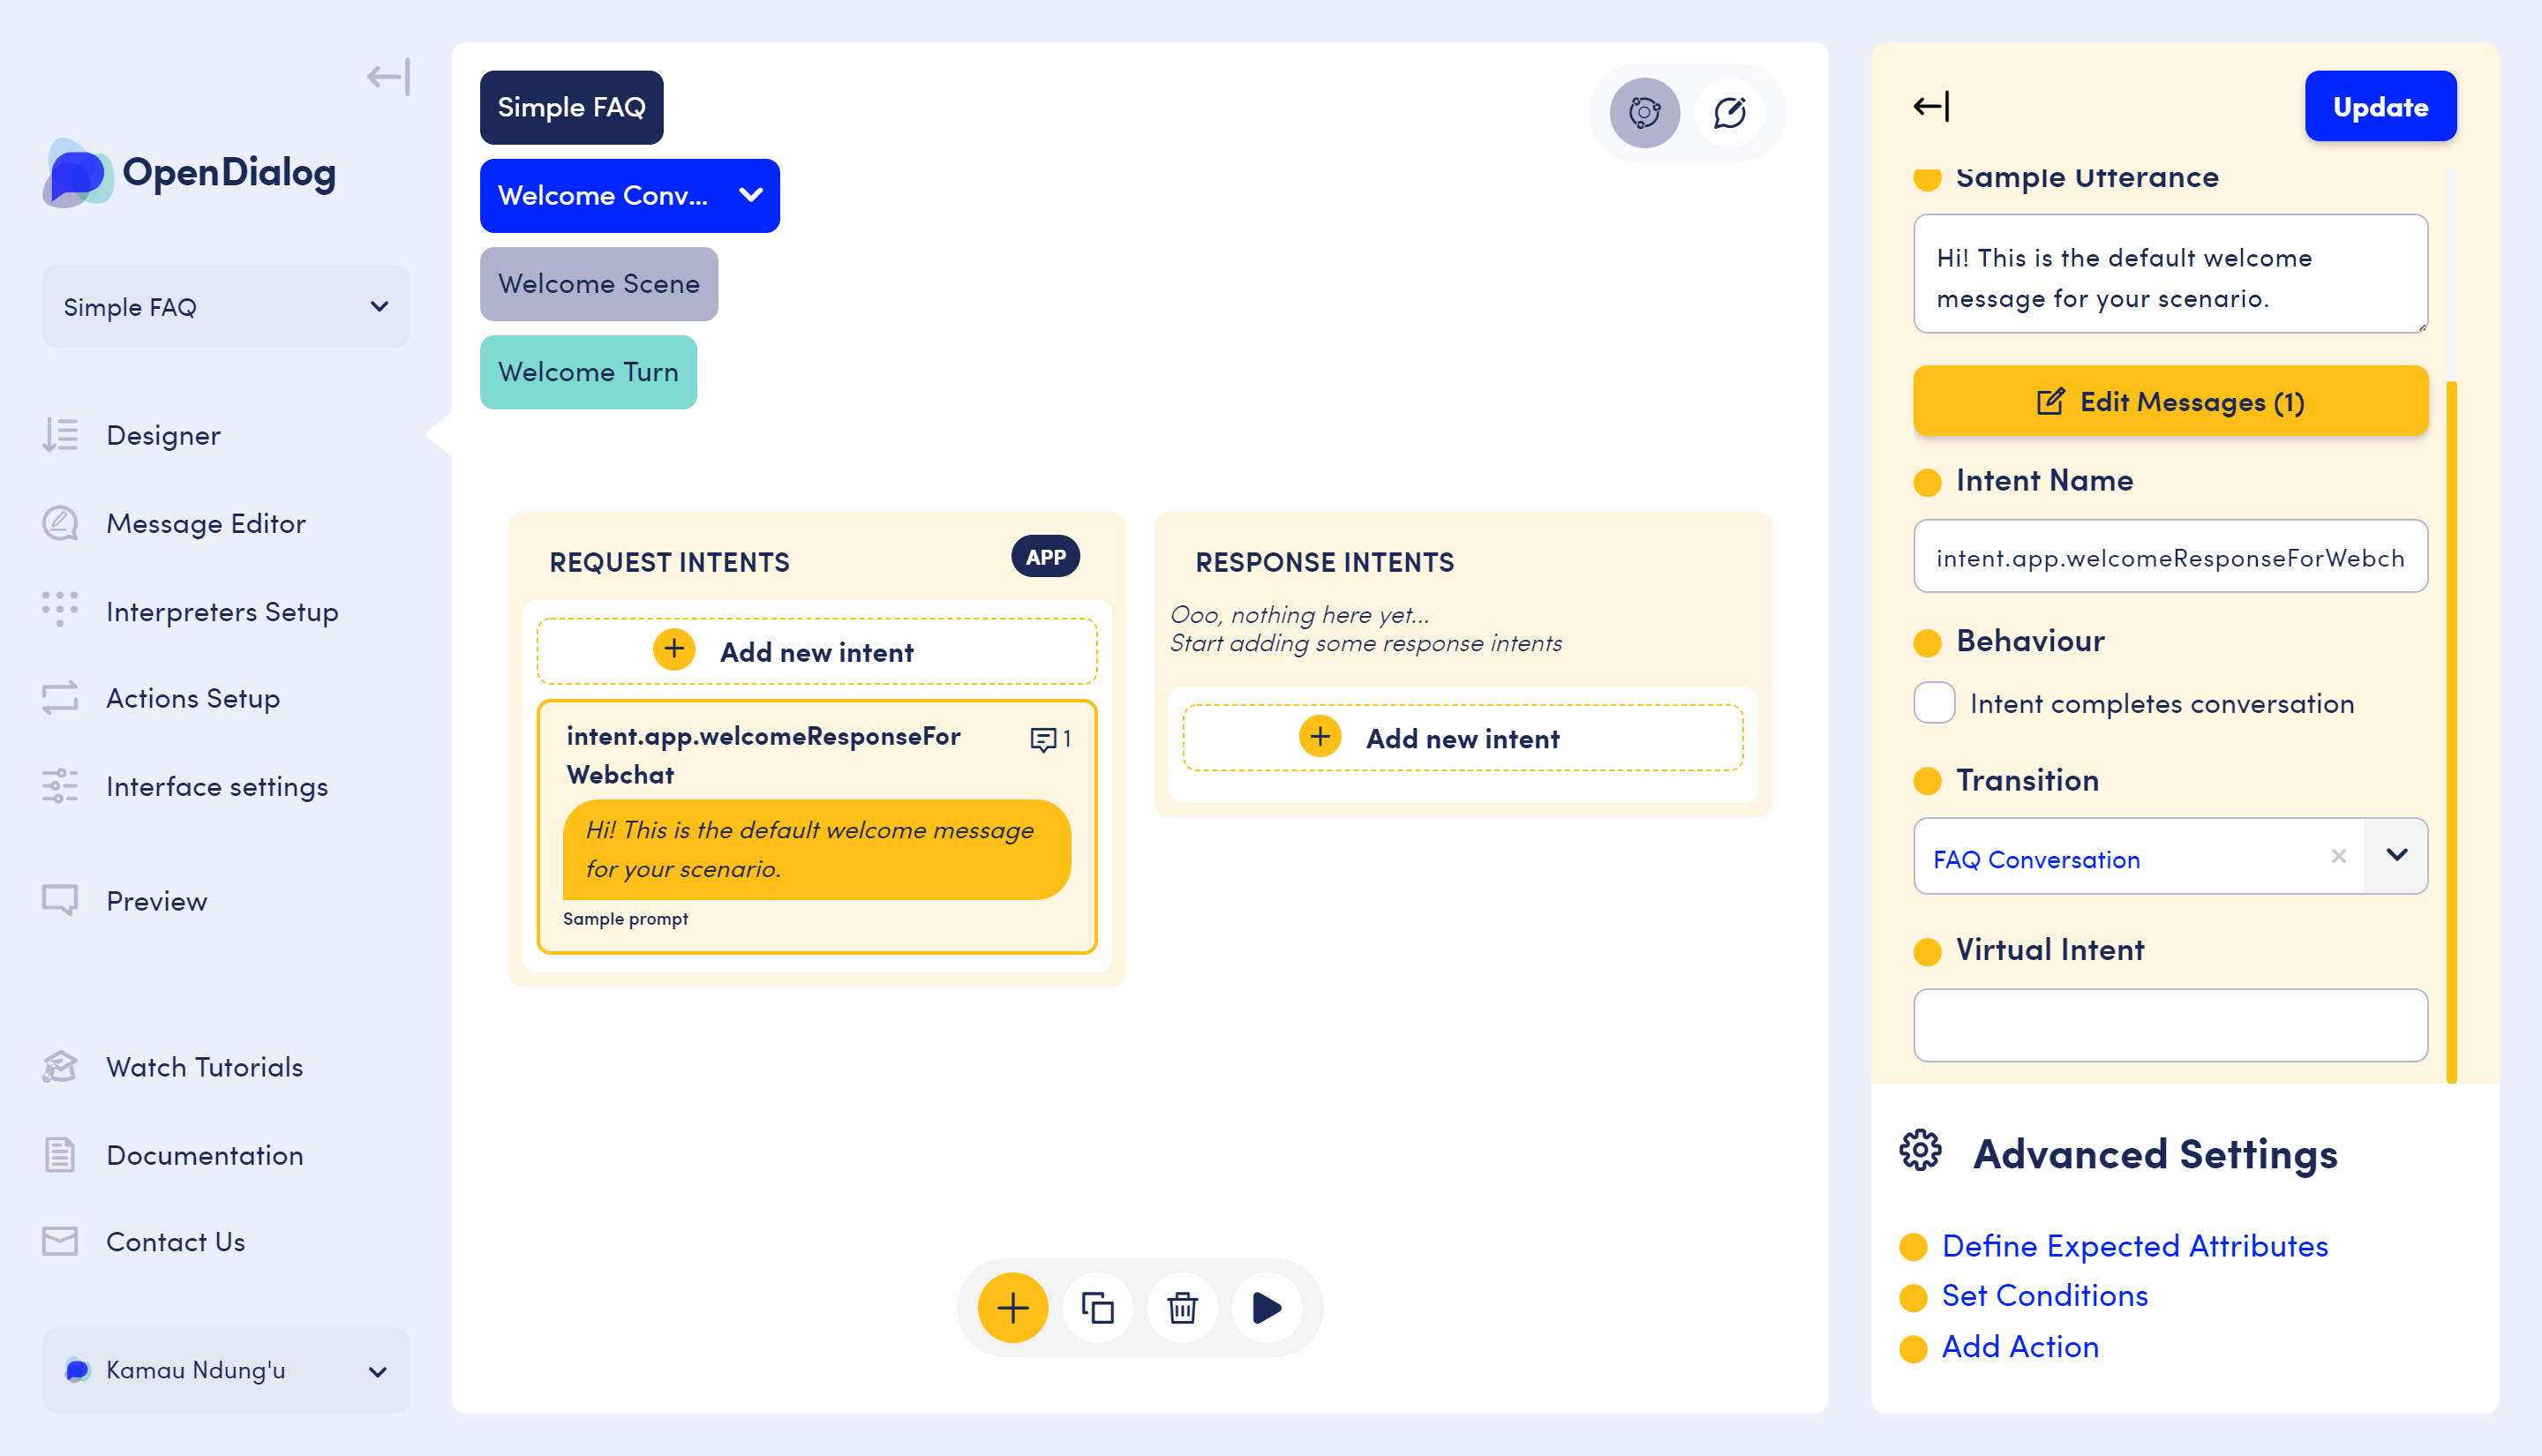 OpenDialog
Simple FAQ
Designer
Message Editor
Interpreters Setup
Actions Setup
Interface settings
Preview
Watch Tutorials
Documentation
Contact Us
Kamau Ndung'u
Simple FAQ
Welcome Conv...
Welcome Scene
Welcome Turn
REQUEST INTENTS
APP
Add new intent
intent.app.welcomeResponseFor
Webchat
1
Hi! This is the default welcome message
for your scenario.
Sample prompt
RESPONSE INTENTS
Ooo, nothing here yet...
Start adding some response intents
Add new intent
Update
Sample Utterance
Hi! This is the default welcome
message for your scenario.
Edit Messages (1)
Intent Name
intent.app.welcomeResponseForWebch
Behaviour
Intent completes conversation
Transition
FAQ Conversation
Virtual Intent
Advanced Settings
Define Expected Attributes
Set Conditions
Add Action